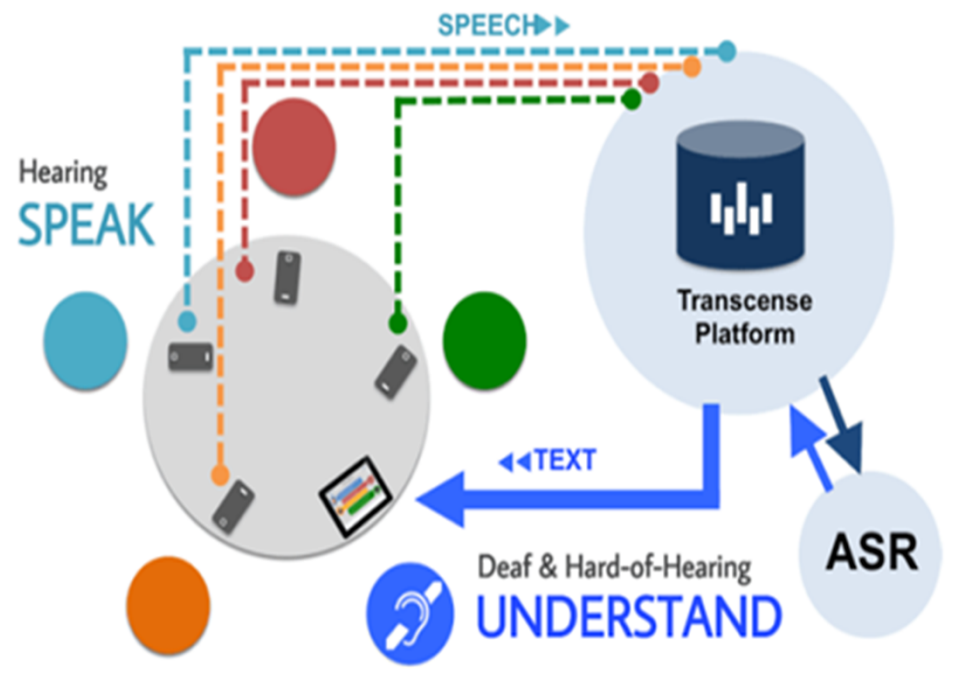 SPEECH
Hearing
SPEAK
Transcense
Platform
TEXT
ASR
Deaf & Hard-of-Hearing
UNDERSTAND